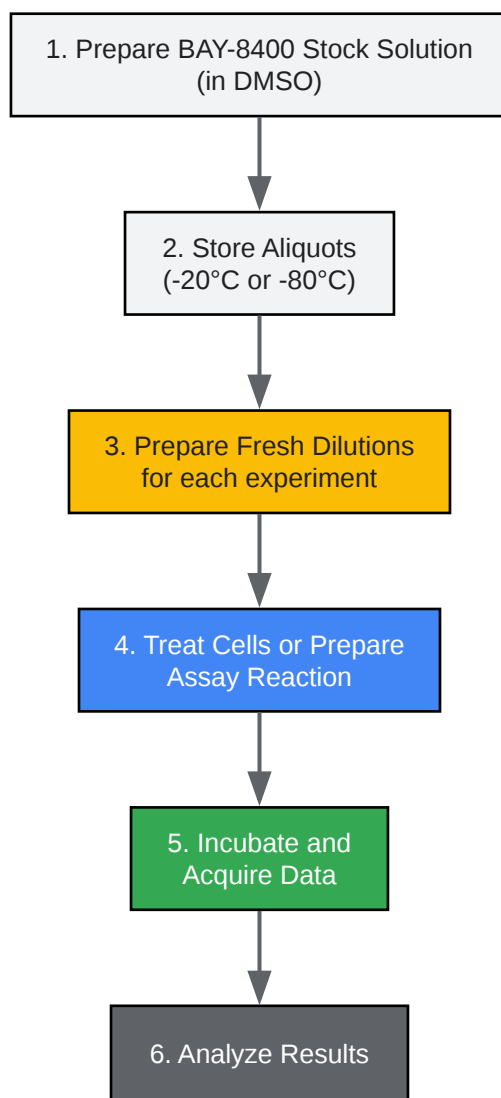 1. Prepare BAY-8400 Stock Solution
(in DMSO)
2. Store Aliquots
(-20°C or -80°C)
3. Prepare Fresh Dilutions
for each experiment
4. Treat Cells or Prepare
Assay Reaction
5. Incubate and
Acquire Data
6. Analyze Results